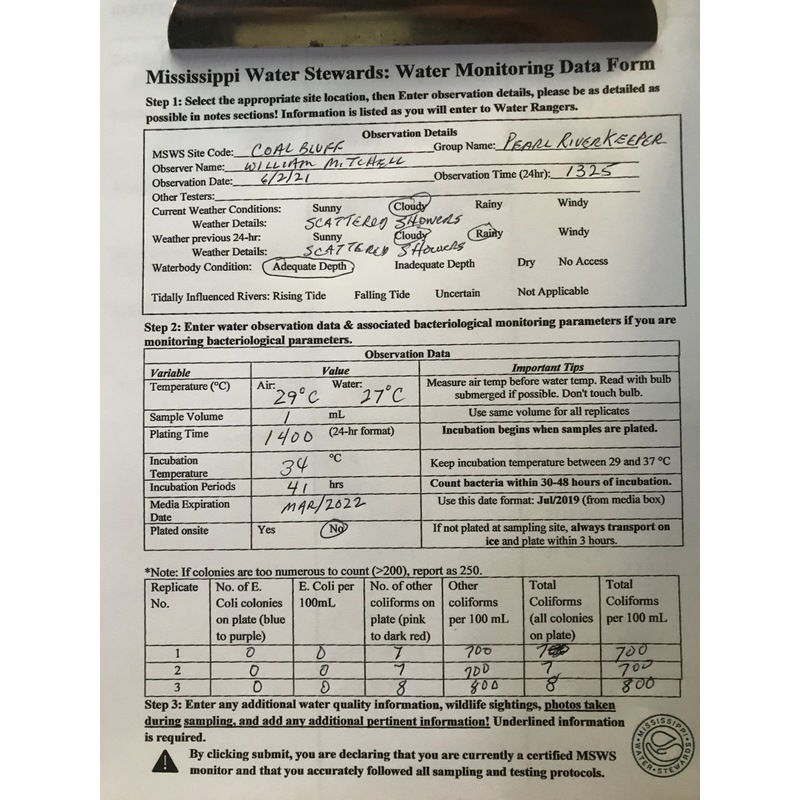 Mississippi Water Stewards: Water Monitoring Data Form
Step 1: Select the appropriate site location, then Enter observation details, please be as detailed as
possible in notes sections! Information is listed as you will enter to Water Rangers.
Observation Details
MSWS Site Code: COAL BLUFF Group Name: PEARL RIVERKEEPER
Observer Name: WILLIAM MITCHELL
Observation Date: 6/2/21 Observation Time (24hr): 1325
Other Testers:
Current Weather Conditions: Sunny Cloudy Rainy Windy
Weather Details: SCATTERED SHOWERS
Weather previous 24-hr: Sunny Cloudy Rainy Windy
Weather Details: SCATTERED SHOWERS
Waterbody Condition: Adequate Depth Inadequate Depth Dry No Access
Tidally Influenced Rivers: Rising Tide Falling Tide Uncertain Not Applicable
Step 2: Enter water observation data & associated bacteriological monitoring parameters if you are
monitoring bacteriological parameters.
Observation Data
Variable Value Important Tips
Temperature (°C) Air: 29°C Water: 27°C Measure air temp before water temp. Read with bulb
submerged if possible. Don't touch bulb.
Sample Volume 1 mL Use same volume for all replicates
Plating Time 1400 (24-hr format) Incubation begins when samples are plated.
Incubation
Temperature 34 °C Keep incubation temperature between 29 and 37 °C
Incubation Periods 41 hrs Count bacteria within 30-48 hours of incubation.
Media Expiration
Date MAR/2022 Use this date format: Jul/2019 (from media box)
Plated onsite Yes No If not plated at sampling site, always transport on
ice and plate within 3 hours.
*Note: If colonies are too numerous to count (>200), report as 250.
Replicate No. of E. E. Coli per No. of other Other Total Total
No. Coli colonies 100mL coliforms on coliforms Coliforms Coliforms
on plate (blue plate (pink per 100 mL (all colonies per 100 mL
to purple) to dark red) on plate)
1 0 0 7 700 7 700
2 0 0 7 700 7 700
3 0 0 8 800 8 800
Step 3: Enter any additional water quality information, wildlife sightings, photos taken
during sampling, and add any additional pertinent information! Underlined information
is required.
By clicking submit, you are declaring that you are currently a certified MSWS
monitor and that you accurately followed all sampling and testing protocols.
MISSISSIPPI WATER STEWARDS